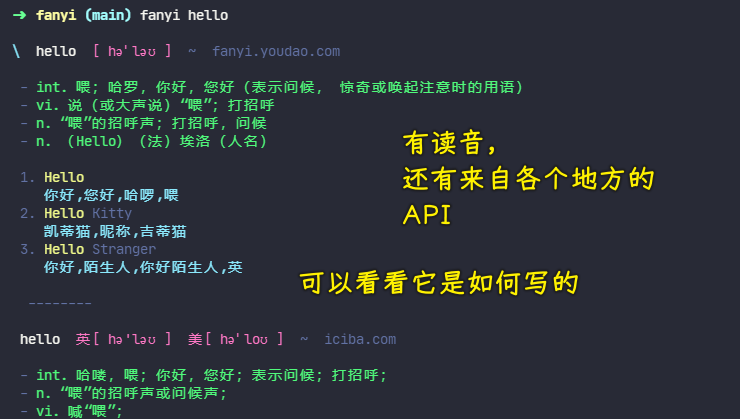 ➜ fanyi (main) fanyi hello
\ hello [ həˈləʊ ] ~ fanyi.youdao.com
- int. 喂；哈罗，你好，您好（表示问候， 惊奇或唤起注意时的用语）
- vi. 说（或大声说）“喂”；打招呼
- n. “喂”的招呼声；打招呼，问候
- n. （Hello）（法）埃洛（人名）
有读音，
还有来自各个地方的
API
1. Hello
你好,您好,哈啰,喂
2. Hello Kitty
凯蒂猫,昵称,吉蒂猫
3. Hello Stranger
你好,陌生人,你好陌生人,英
可以看看它是如何写的
--------
hello 英[ hə'ləʊ ] 美[ həˈloʊ ] ~ iciba.com
- int. 哈喽，喂；你好，您好；表示问候；打招呼；
- n. “喂”的招呼声或问候声；
- vi. 喊“喂”；